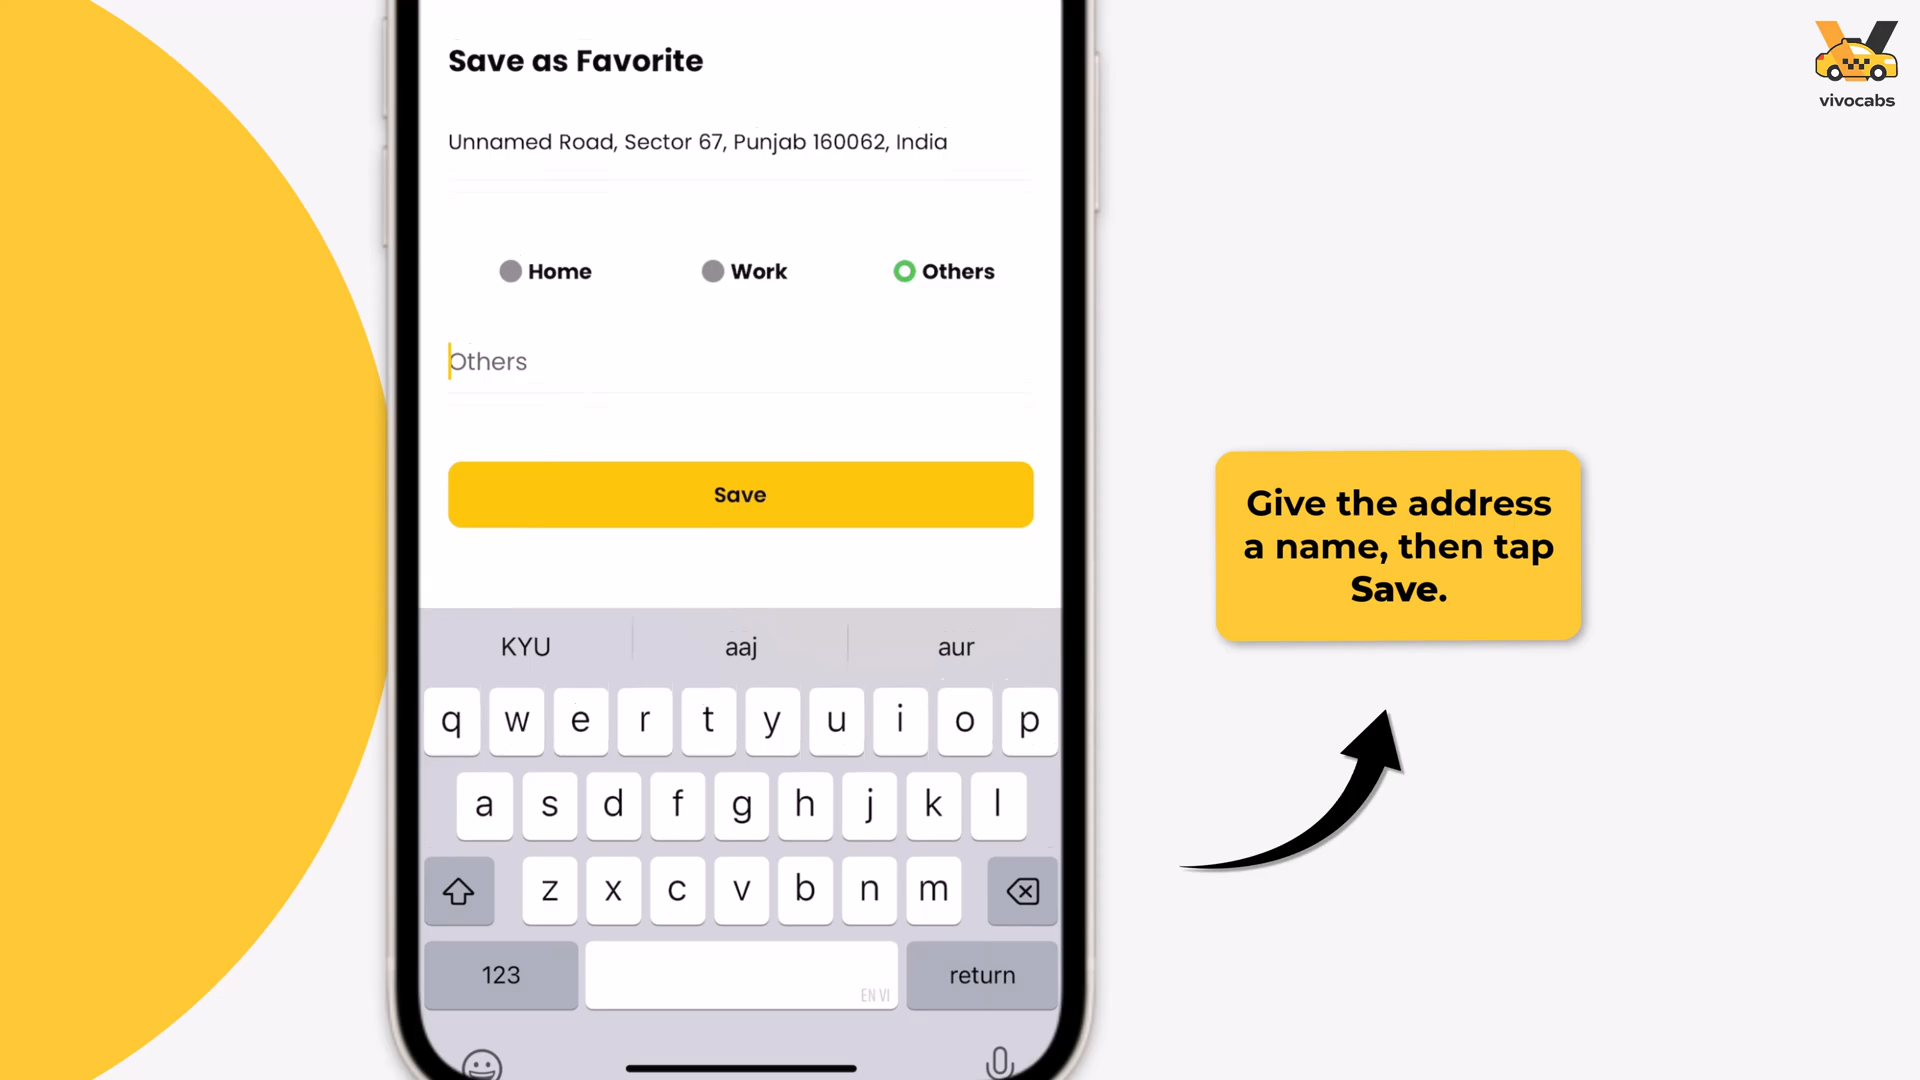 Save as Favorite
vivocabs
Unnamed Road, Sector 67, Punjab 160062, India
Home Work Others
Others
Save
Give the address
a name, then tap
Save.
KYU aaj aur
q w e r t y u i o p
a s d f g h j k l
z x c v b n m
123 EN VI return